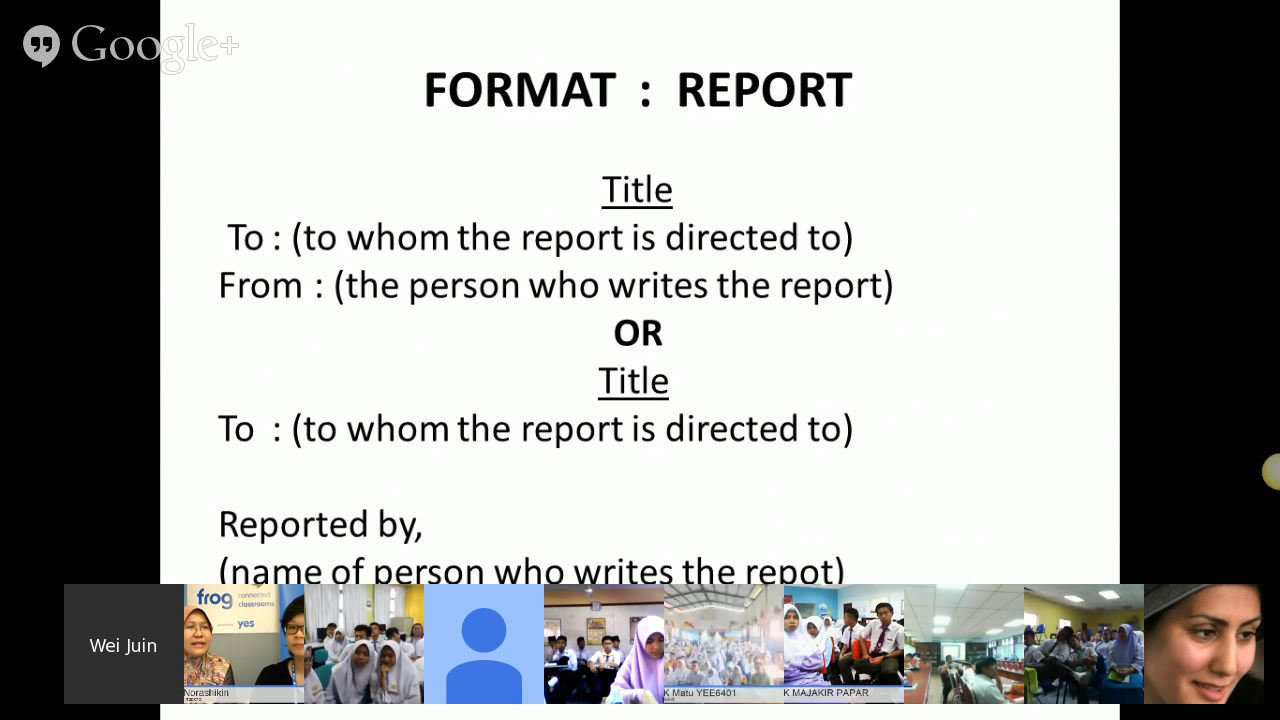 Google+
FORMAT : REPORT
Title
To : (to whom the report is directed to)
From : (the person who writes the report)
OR
Title
To : (to whom the report is directed to)
Reported by,
(name of person who writes the repot)
Wei Juin
frog
connected
classrooms
yes
Norashikin
K Matu YEE6401
K MAJAKIR PAPAR